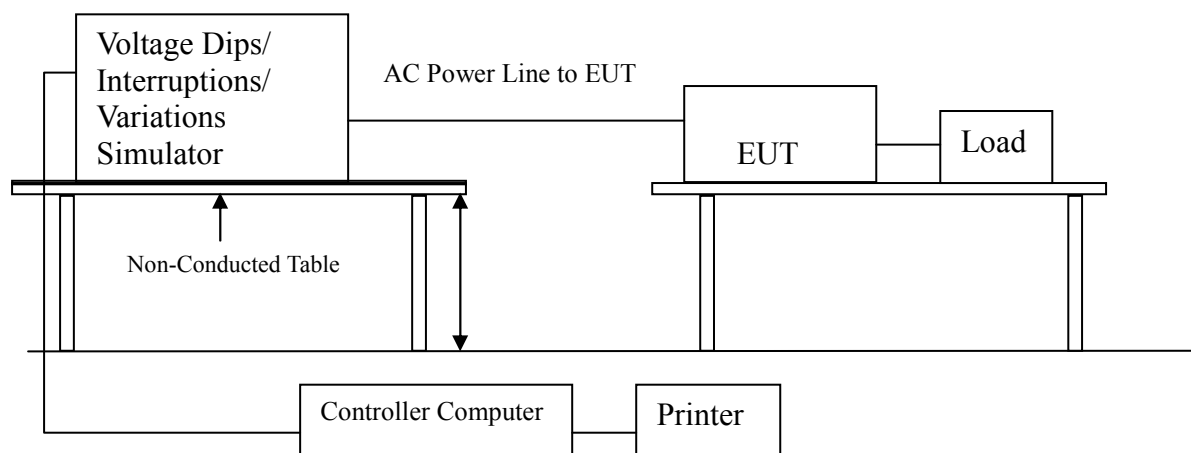 Voltage Dips/
Interruptions/
Variations
Simulator
AC Power Line to EUT
EUT
Load
Non-Conducted Table
Controller Computer
Printer